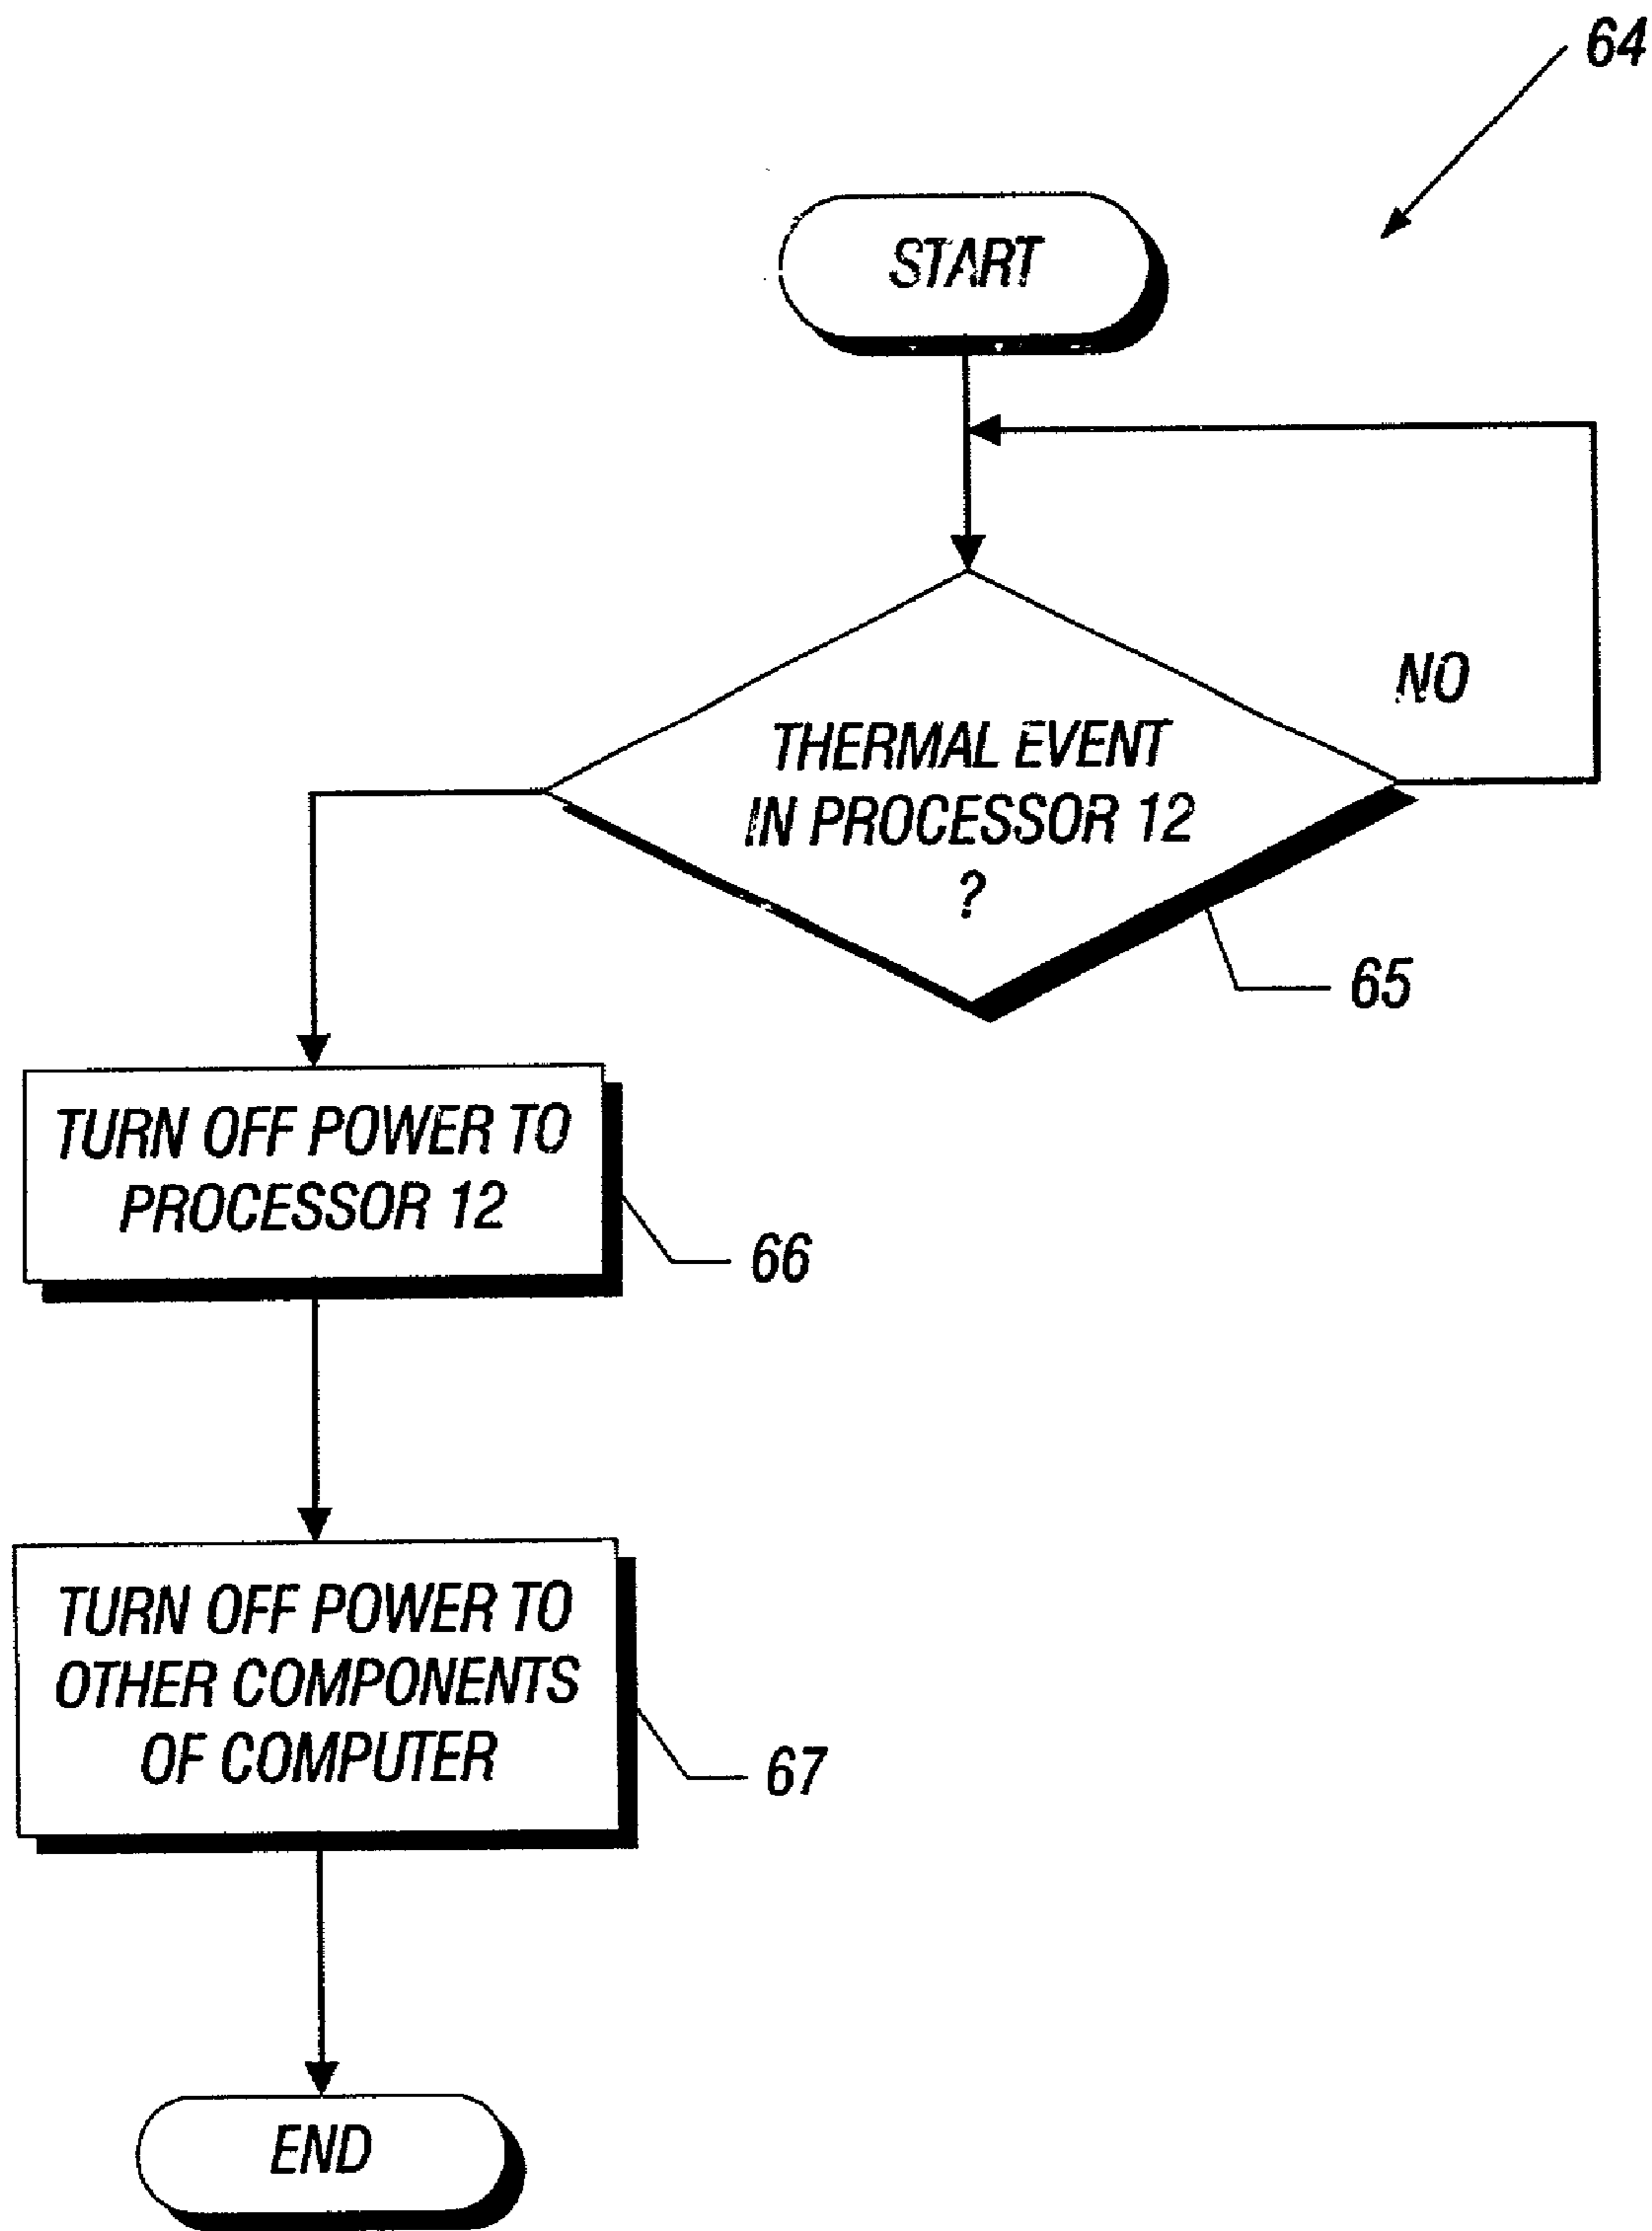 64
START
NO
THERMAL EVENT
IN PROCESSOR 12
?
65
TURN OFF POWER TO
PROCESSOR 12
66
TURN OFF POWER TO
OTHER COMPONENTS
OF COMPUTER
67
END